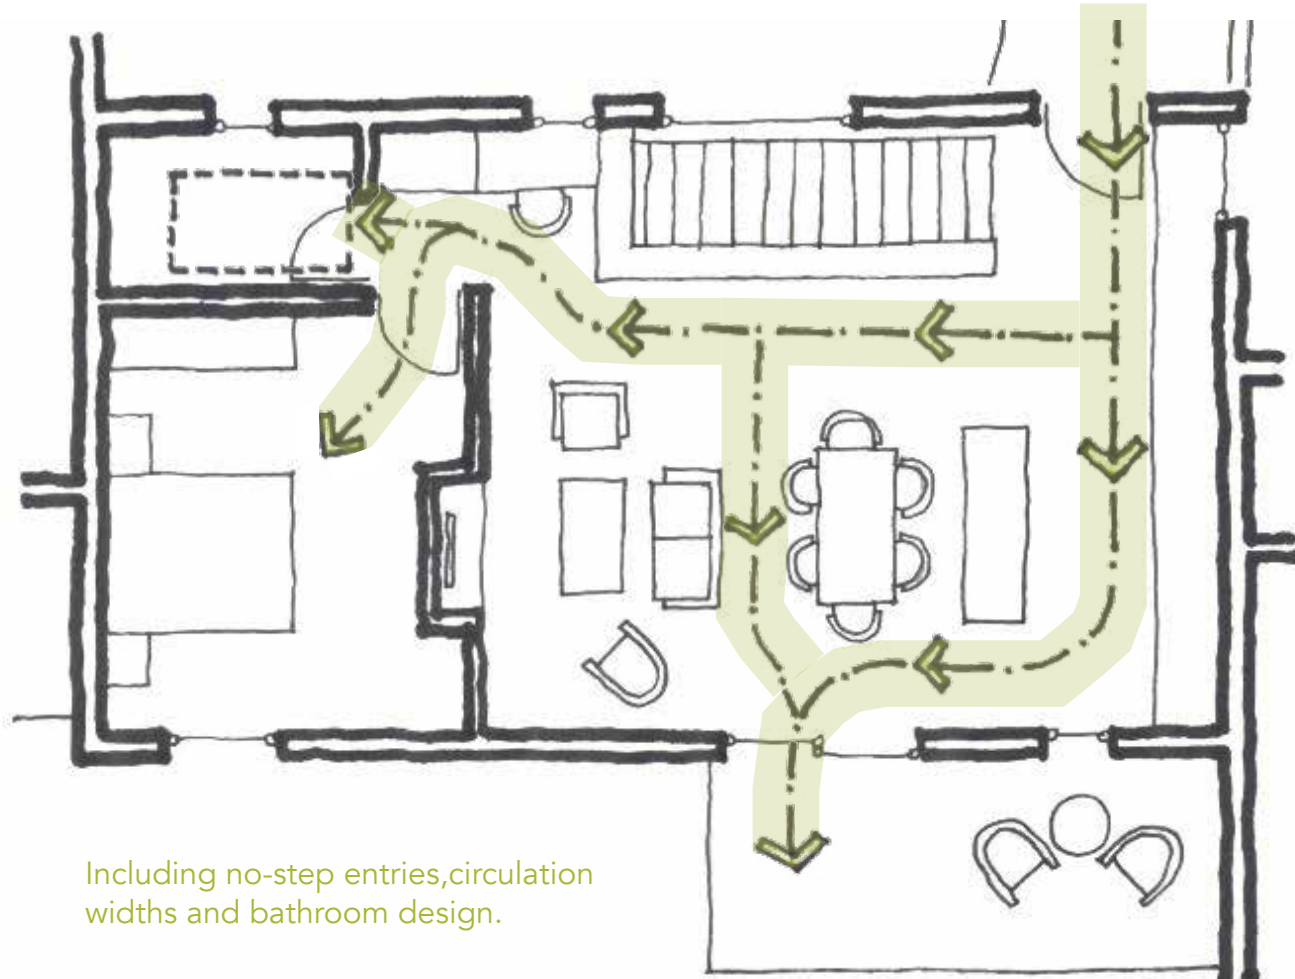 Including no-step entries,circulation
widths and bathroom design.